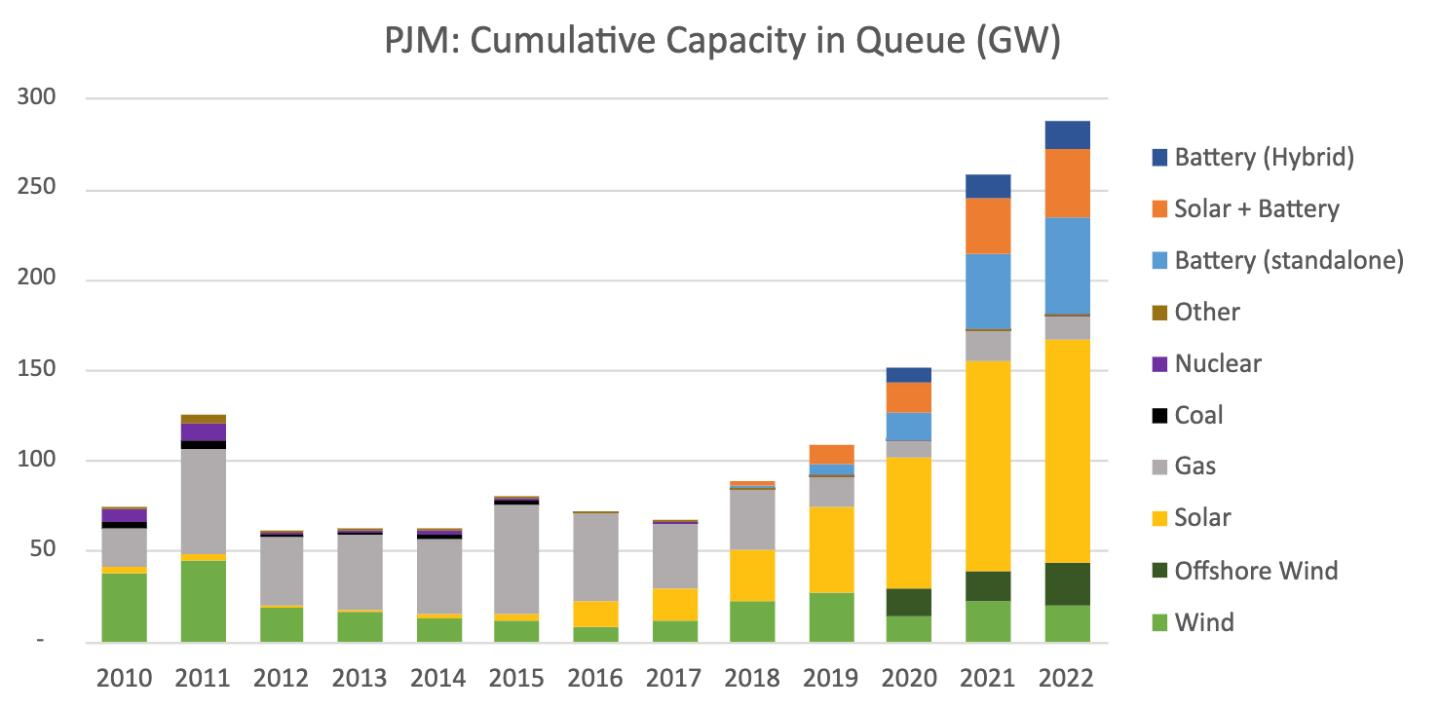 PJM: Cumulative Capacity in Queue (GW)
300
250
200
150
100
50
-
2010 2011 2012 2013 2014 2015 2016 2017 2018 2019 2020 2021 2022
Battery (Hybrid)
Solar + Battery
Battery (standalone)
Other
Nuclear
Coal
Gas
Solar
Offshore Wind
Wind